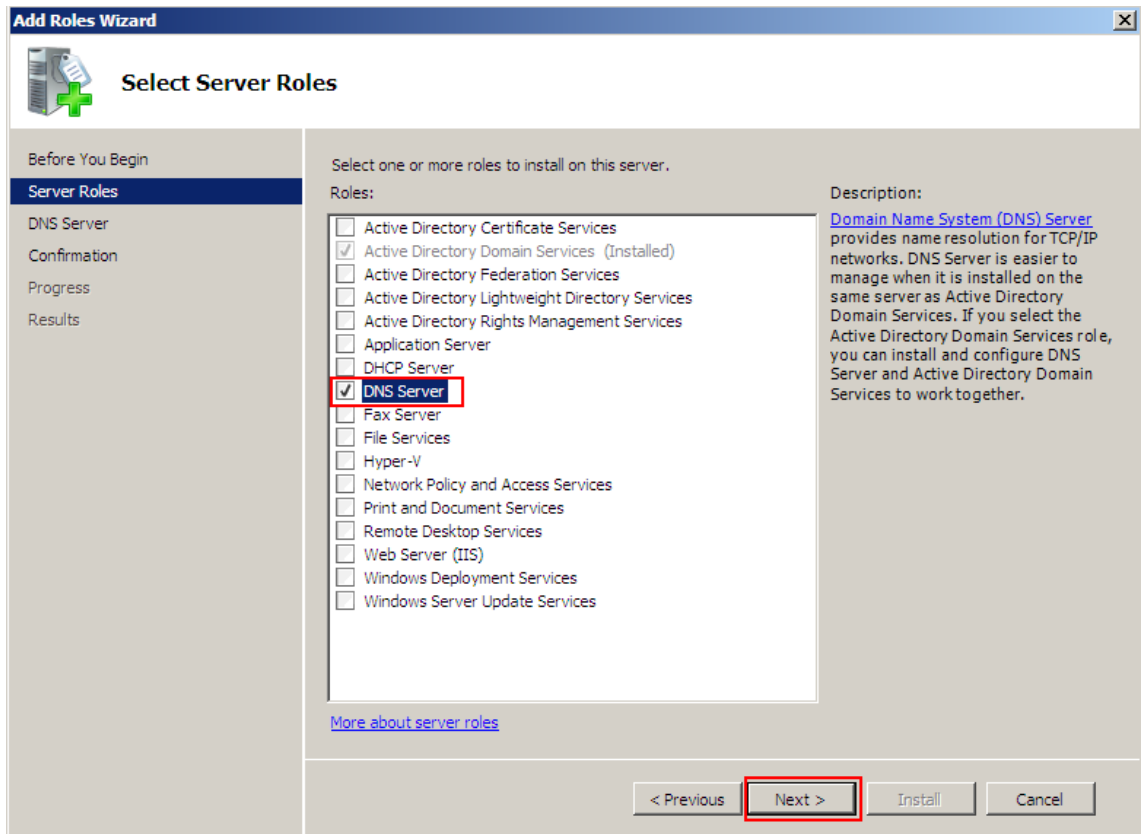 Add Roles Wizard
Select Server Roles
Before You Begin
Server Roles
DNS Server
Confirmation
Progress
Results
Select one or more roles to install on this server.
Roles:
Active Directory Certificate Services
Active Directory Domain Services (Installed)
Active Directory Federation Services
Active Directory Lightweight Directory Services
Active Directory Rights Management Services
Application Server
DHCP Server
DNS Server
Fax Server
File Services
Hyper-V
Network Policy and Access Services
Print and Document Services
Remote Desktop Services
Web Server (IIS)
Windows Deployment Services
Windows Server Update Services
More about server roles
Description:
Domain Name System (DNS) Server
provides name resolution for TCP/IP
networks. DNS Server is easier to
manage when it is installed on the
same server as Active Directory
Domain Services. If you select the
Active Directory Domain Services role,
you can install and configure DNS
Server and Active Directory Domain
Services to work together.
< Previous
Next >
Install
Cancel